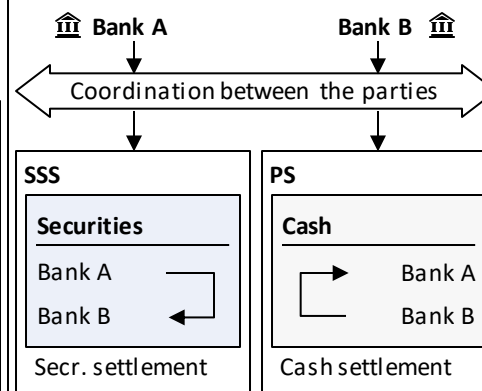 Bank A Bank B
Coordination between the parties
SSS PS
Securities Cash
Bank A Bank A
Bank B Bank B
Secr. settlement Cash settlement